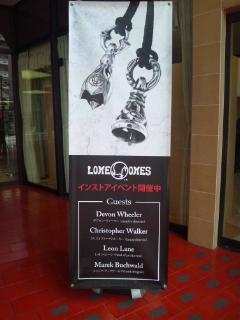 LONE ONES
インストアイベント開催中
Guests
Devon Wheeler
Christopher Walker
Leon Lane
Marek Buchwald